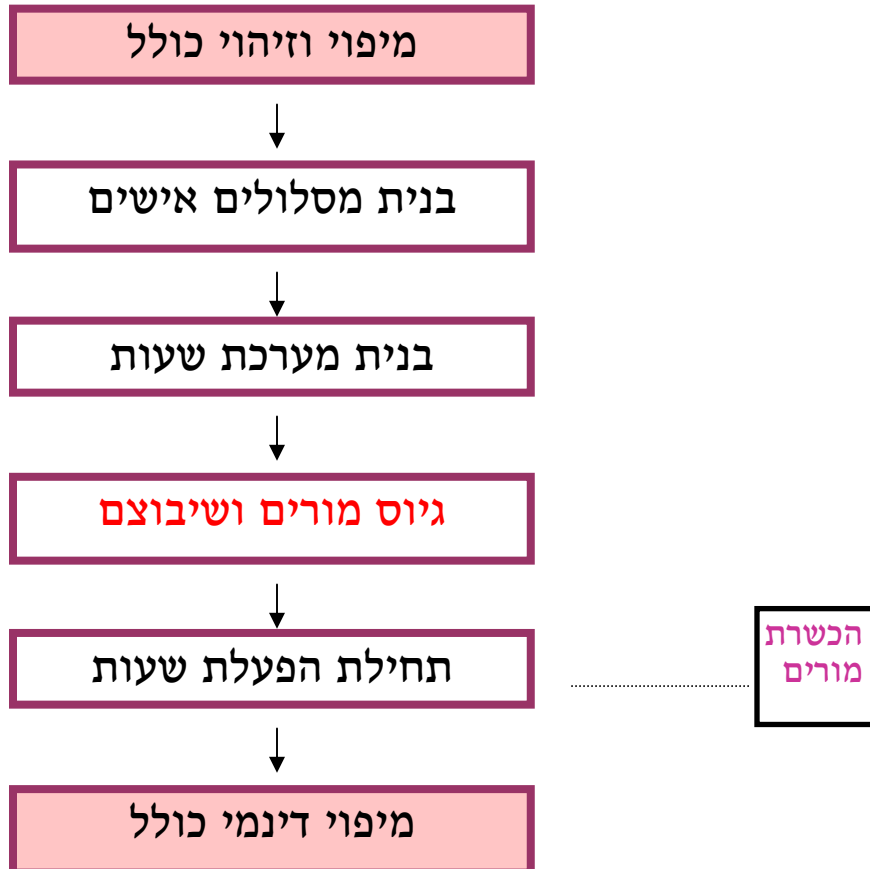 מיפוי וזיהוי כולל
בנית מסלולים אישים
בנית מערכת שעות
גיוס מורים ושיבוצם
תחילת הפעלת שעות
הכשרת
מורים
מיפוי דינמי כולל